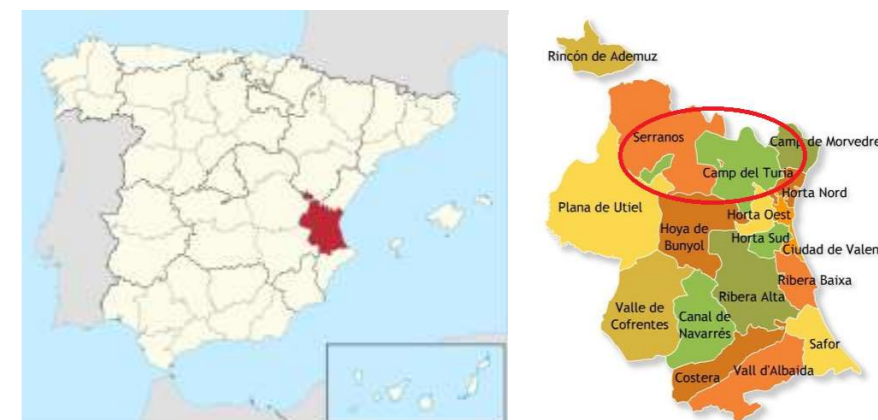 Rincón de Ademuz
Serranos
Camp de Morvedre
Camp del Turia
Horta Nord
Plana de Utiel
Horta Oest
Hoya de
Bunyol
Horta Sud
Ciudad de Valen
Ribera Baixa
Ribera Alta
Valle de
Cofrentes
Canal de
Navarrés
Safor
Costera
Vall d'Albaida